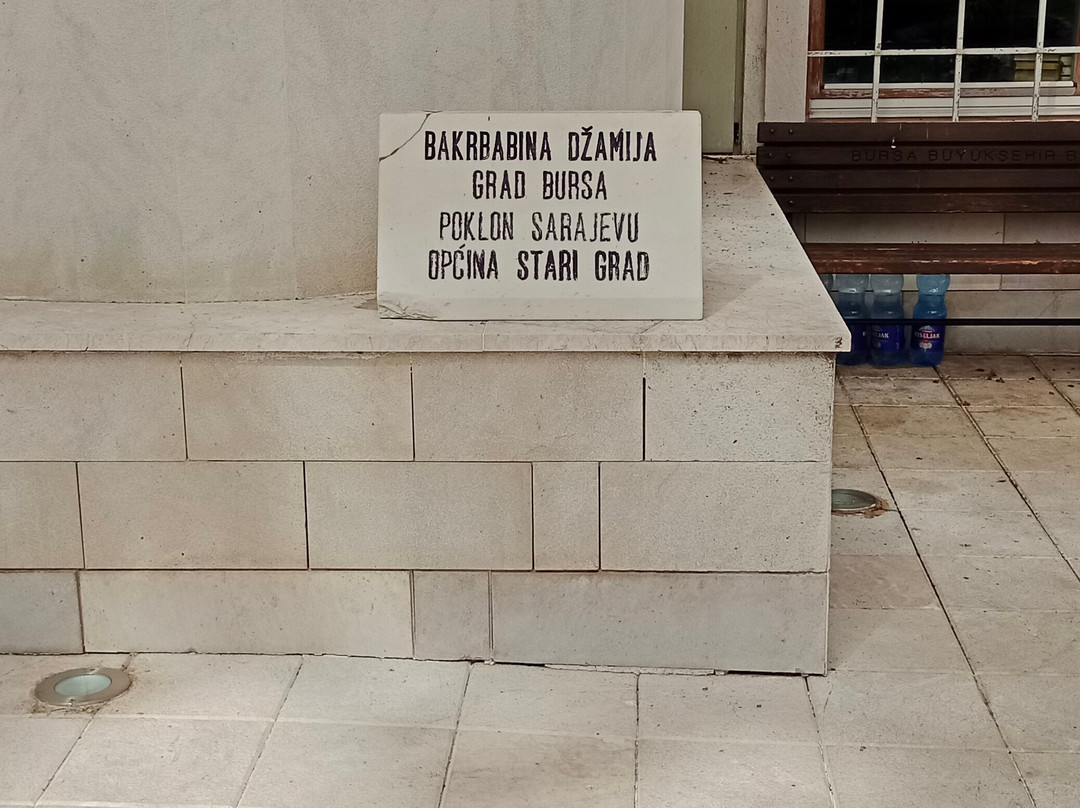 BAKRBABINA DŽAMIJA
GRAD BURSA
POKLON SARAJEVU
OPĆINA STARI GRAD
BURSA BÜYÜKŞEHİR B